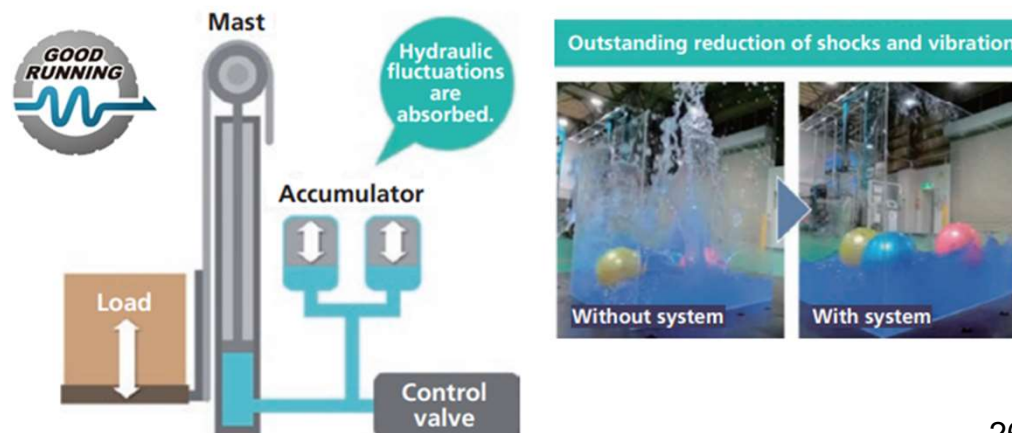 GOOD
RUNNING
Mast
Hydraulic
fluctuations
are
absorbed.
Accumulator
Load
Control
valve
Outstanding reduction of shocks and vibration
Without system
With system